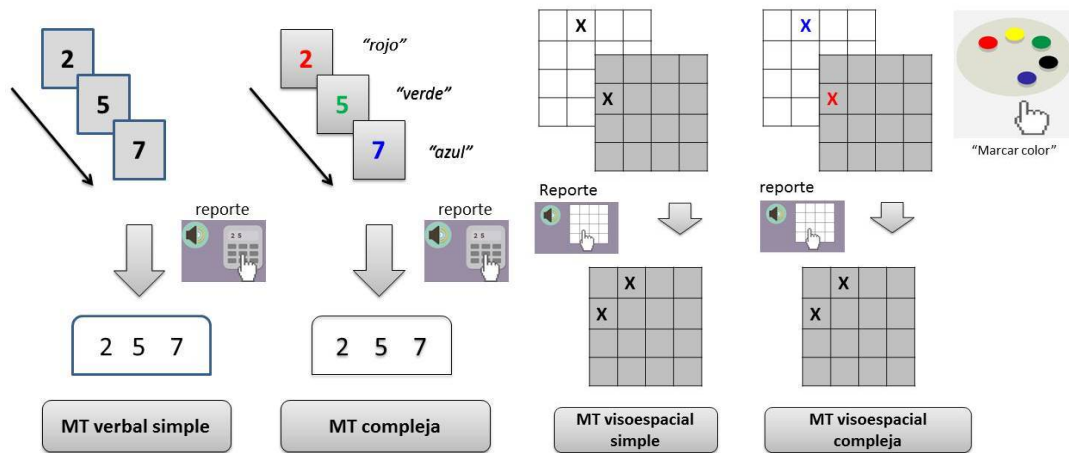 2
5
7
reporte
2 5
2 5 7
MT verbal simple
2
"rojo"
5
"verde"
7
"azul"
reporte
2 5
2 5 7
MT compleja
X
X
Reporte
X
X
MT visoespacial
simple
X
X
"Marcar color"
reporte
X
X
MT visoespacial
compleja